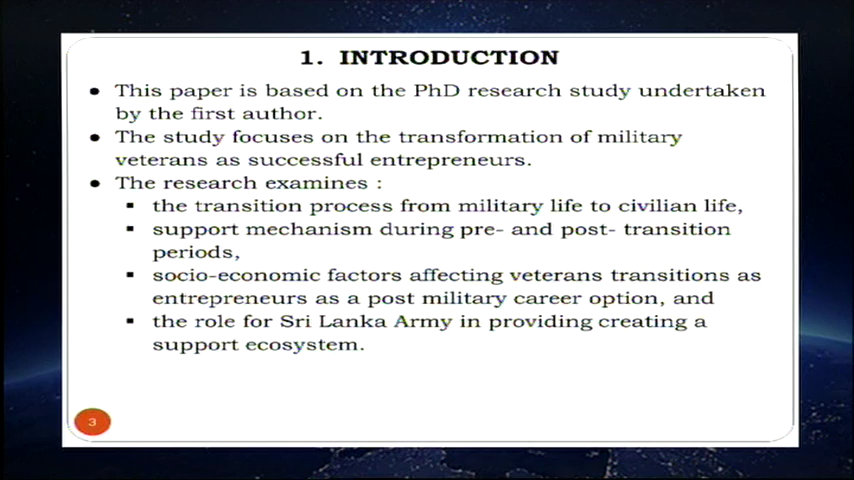 1. INTRODUCTION
● This paper is based on the PhD research study undertaken
by the first author.
● The study focuses on the transformation of military
veterans as successful entrepreneurs.
● The research examines :
▪ the transition process from military life to civilian life,
▪ support mechanism during pre- and post- transition
periods,
▪ socio-economic factors affecting veterans transitions as
entrepreneurs as a post military career option, and
▪ the role for Sri Lanka Army in providing creating a
support ecosystem.
3